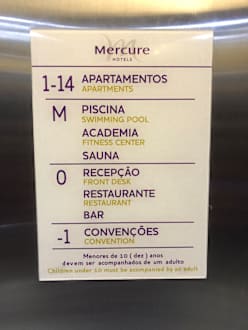 Mercure
HOTELS
1-14 APARTAMENTOS
APARTMENTS
M PISCINA
SWIMMING POOL
ACADEMIA
FITNESS CENTER
SAUNA
0 RECEPÇÃO
FRONT DESK
RESTAURANTE
RESTAURANT
BAR
-1 CONVENÇÕES
CONVENTION
Menores de 10 ( dez ) anos
devem ser acompanhados de um adulto
Children under 10 must be acompanied by an adult